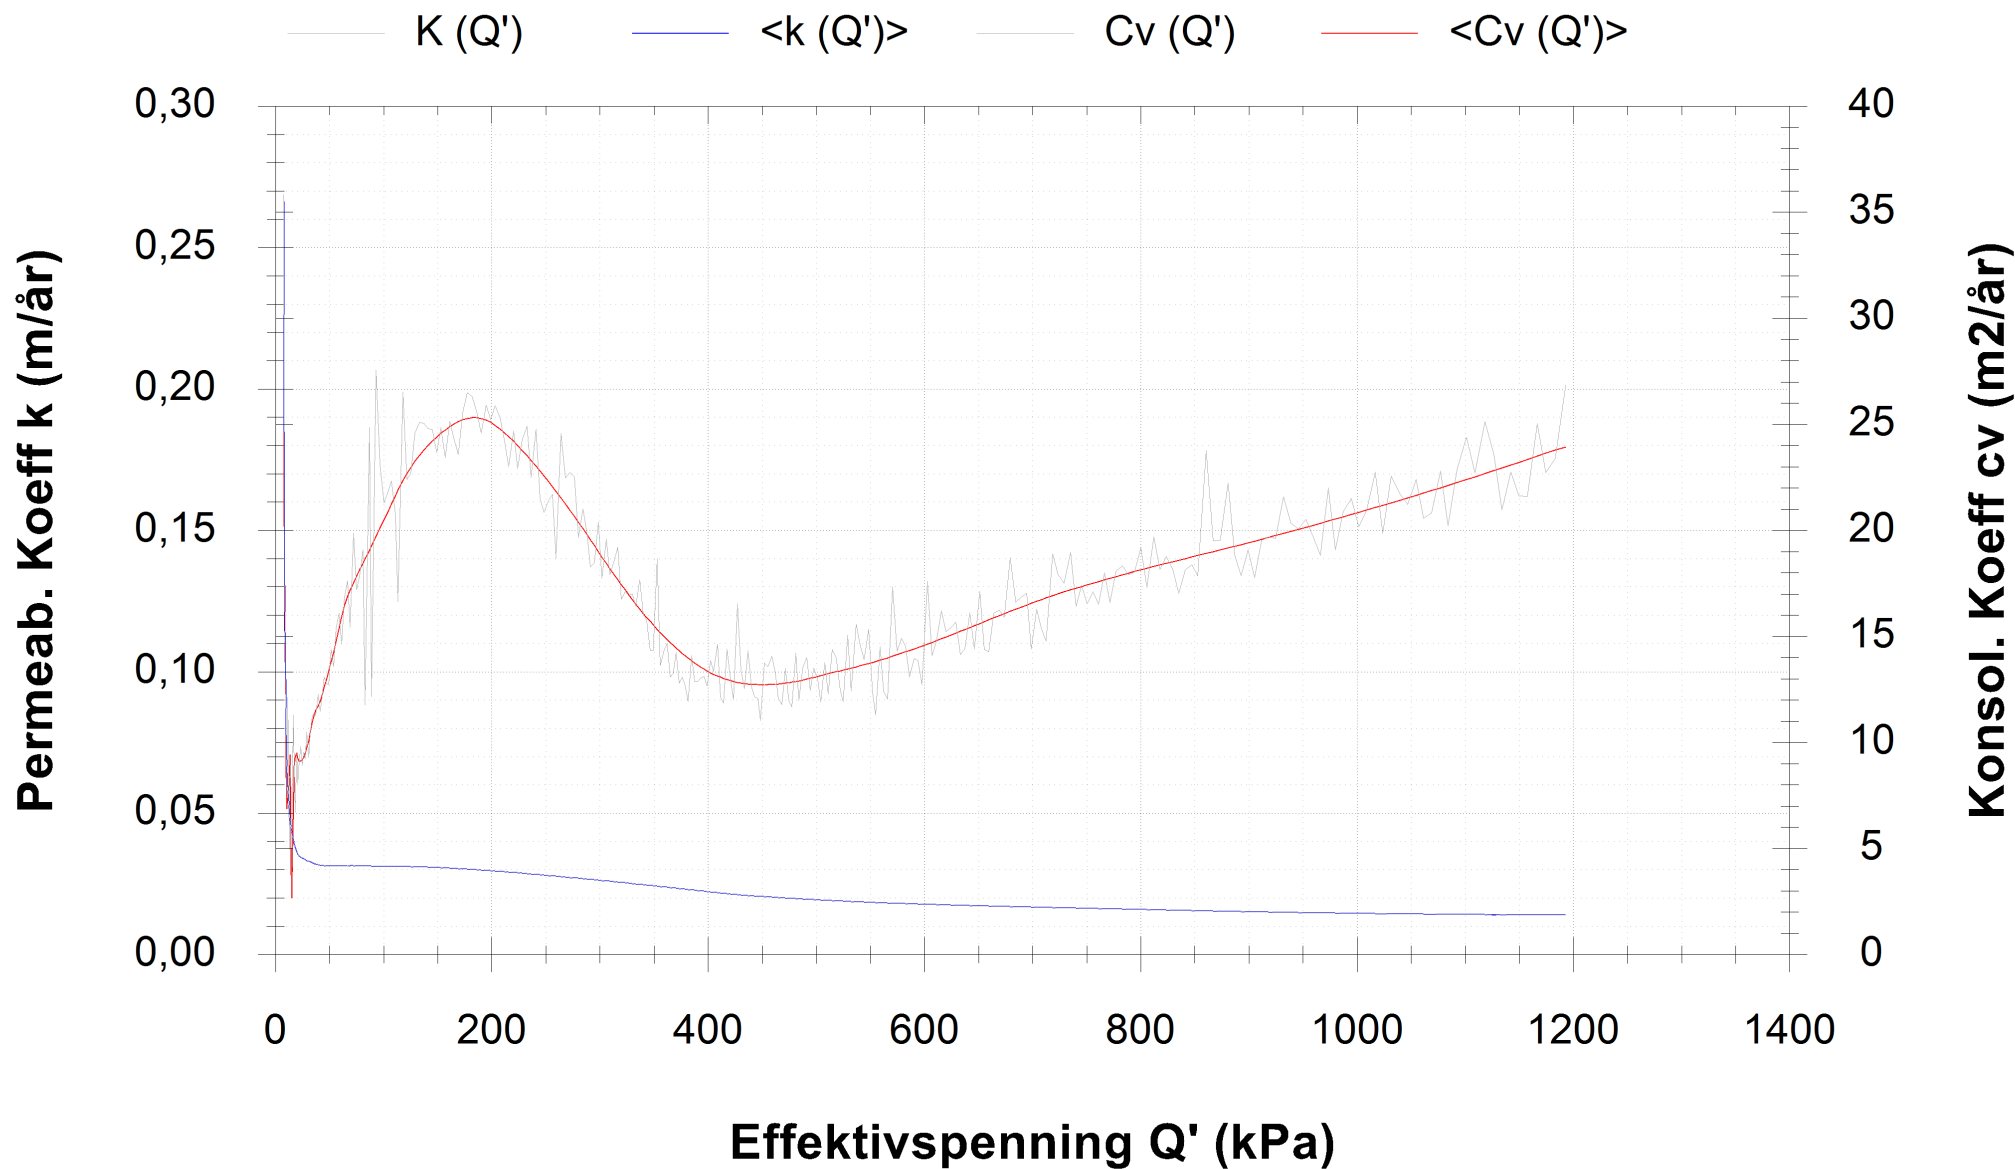 K (Q') <k (Q')> Cv (Q') <Cv (Q')>
0,30 40
35
0,25
30
0,20
25
0,15 20
15
0,10
10
0,05
5
0,00 0
Permeab. Koeff k (m/år)
Konsol. Koeff cv (m2/år)
0 200 400 600 800 1000 1200 1400
Effektivspenning Q' (kPa)